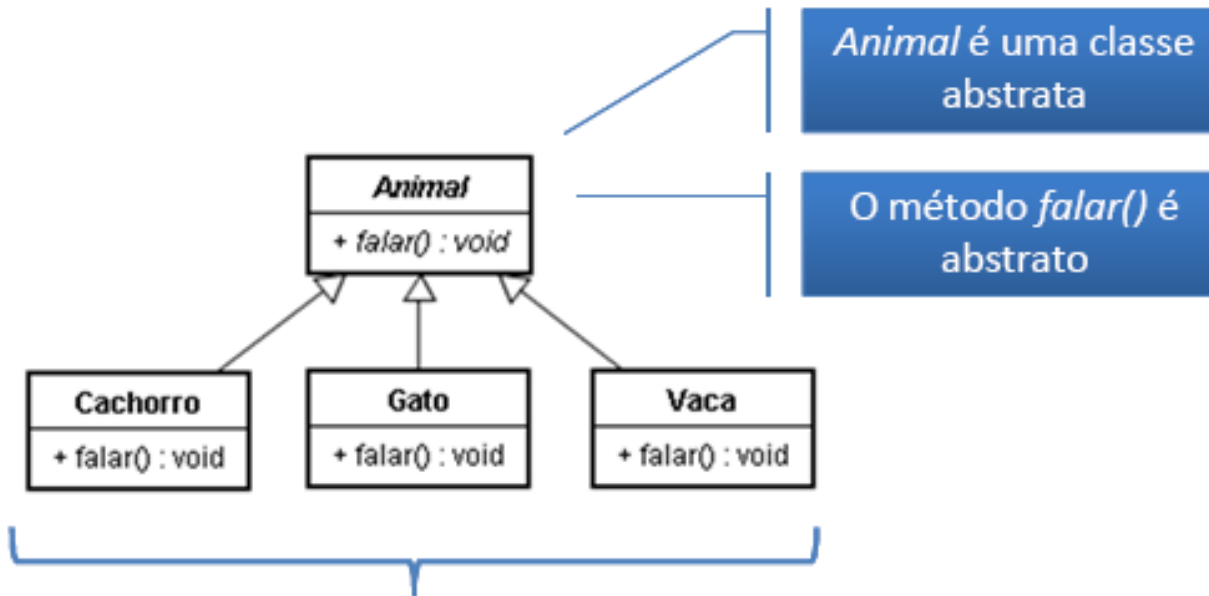 Animal é uma classe
abstrata
O método falar() é
abstrato
Animal
+ falar() : void
Cachorro
+ falar() : void
Gato
+ falar() : void
Vaca
+ falar() : void